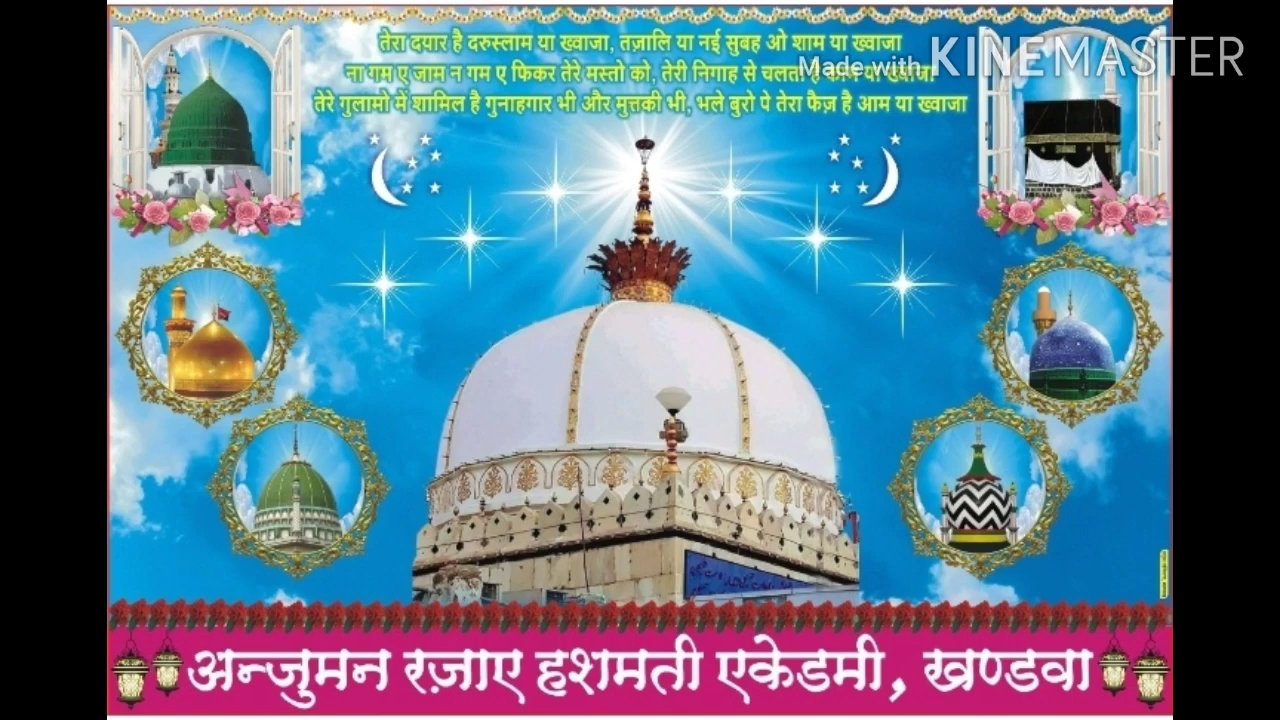 तेरा दयार है दरुस्लाम या ख्वाजा, तज़ालि या नई सुबह ओ शाम या ख्वाजा
ना गम ए जाम न गम ए फिकर तेरे मस्तो को, तेरी निगाह से चलता है
तेरे गुलामो में शामिल है गुनाहगार भी और मुत्तकी भी, भले बुरो पे तेरा फैज़ है आम या ख्वाजा
Made with KINEMASTER
अन्जुमन रज़ाए हशमती एकेडमी, खण्डवा